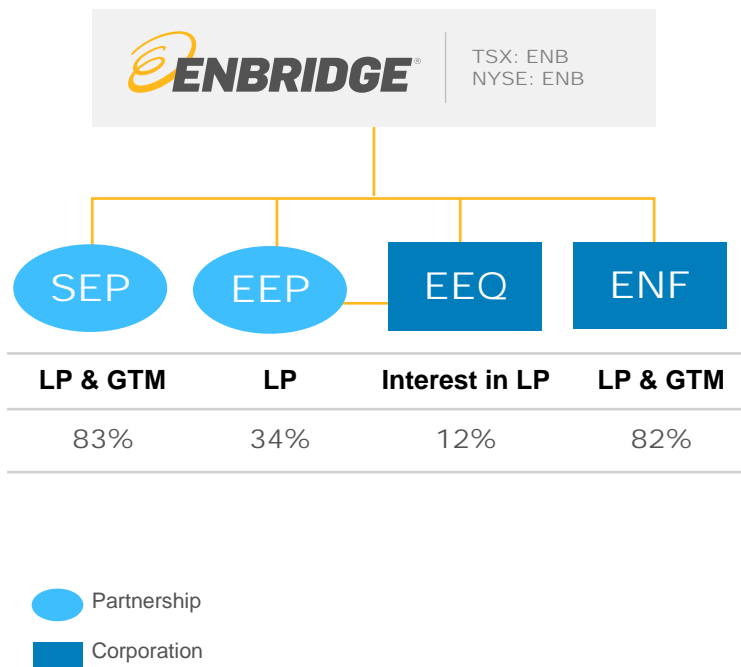 ENBRIDGE®
TSX: ENB
NYSE: ENB
SEP EEP EEQ ENF
LP & GTM LP Interest in LP LP & GTM
83% 34% 12% 82%
Partnership
Corporation